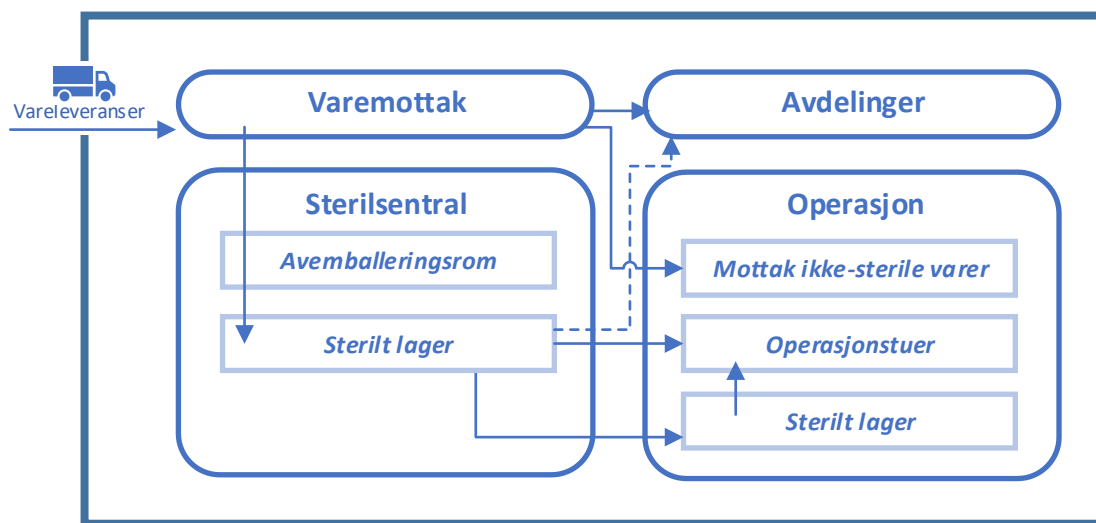 Vareleveranser
Varemottak
Avdelinger
Sterilsentral
Avemballeringsrom
Sterilt lager
Operasjon
Mottak ikke-sterile varer
Operasjonstuer
Sterilt lager